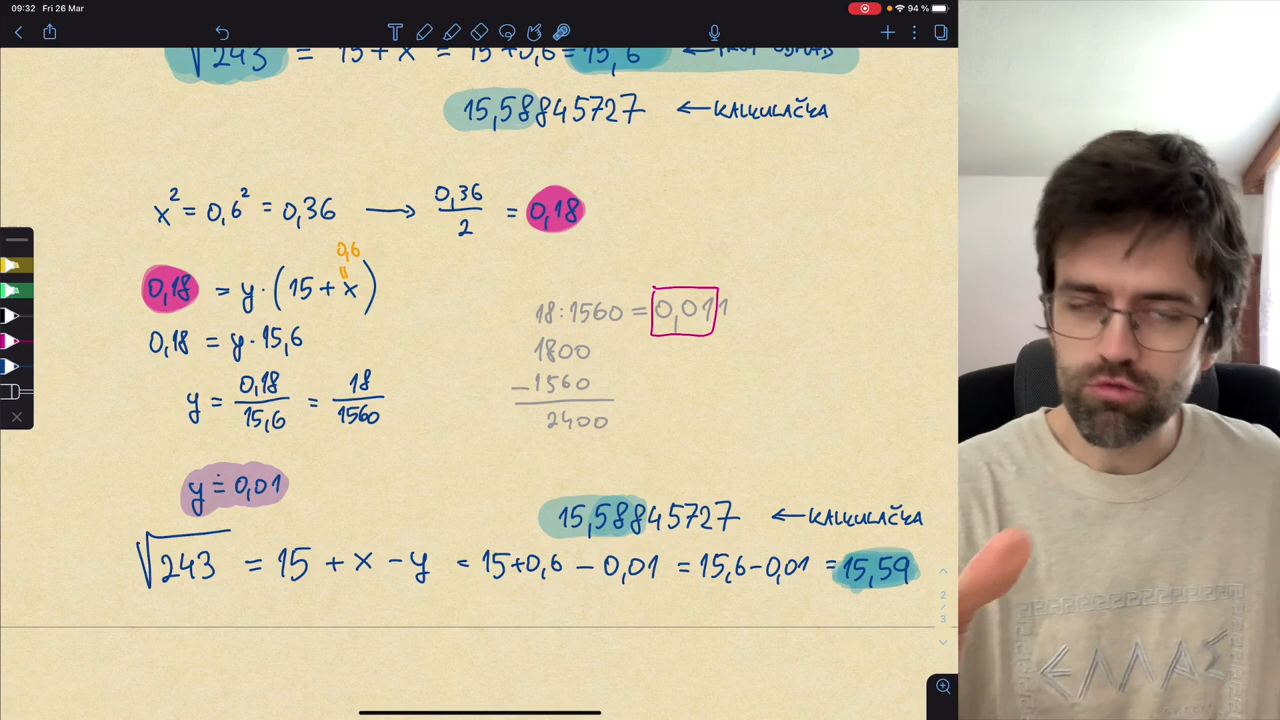 09:32 Fri 26 Mar
94 %
√243 = 15 + x = 15 + 0,6 = 15,6 ←
15,58845727 ← KALKULAČKA
x² = 0,6² = 0,36 → 0,36/2 = 0,18
0,6
0,18 = y · (15 + x)
0,18 = y · 15,6
y = 0,18/15,6 = 18/1560
18 : 1560 = 0,011
1800
-1560
2400
y ≐ 0,01
15,58845727 ← KALKULAČKA
√243 = 15 + x - y = 15+0,6 - 0,01 = 15,6 - 0,01 = 15,59
2
/
3
ΕΛΛΑΣ